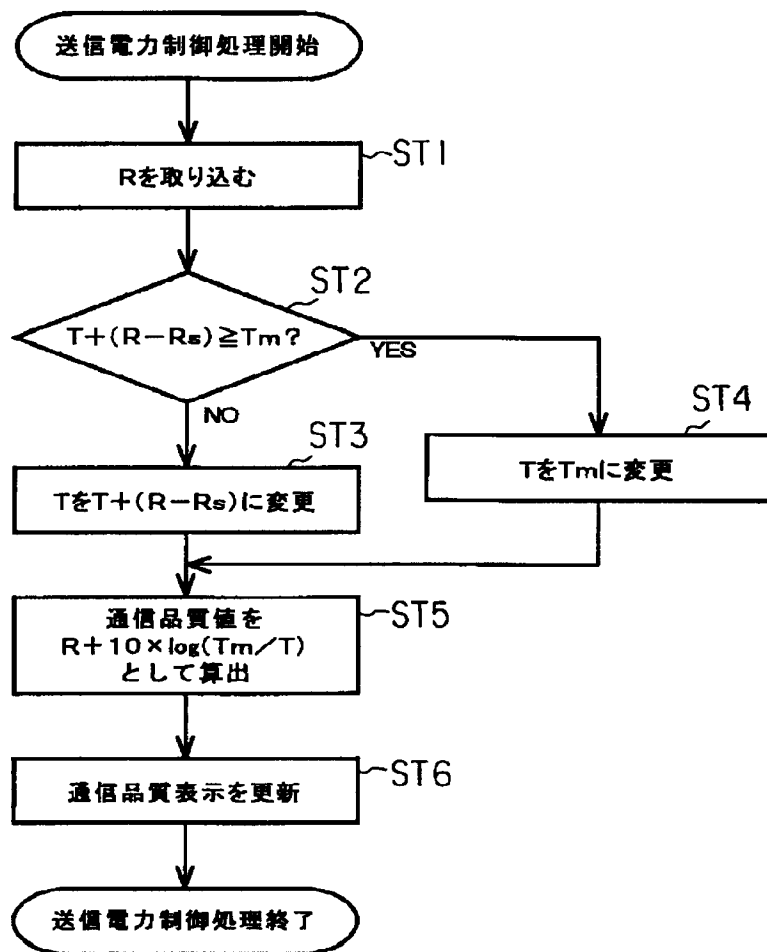 送信電力制御処理開始
ST1
Rを取り込む
ST2
T+(R-Rs)≧Tm?
YES
NO
ST3
TをT+(R-Rs)に変更
ST4
TをTmに変更
ST5
通信品質値を
R+10×log(Tm/T)
として算出
ST6
通信品質表示を更新
送信電力制御処理終了